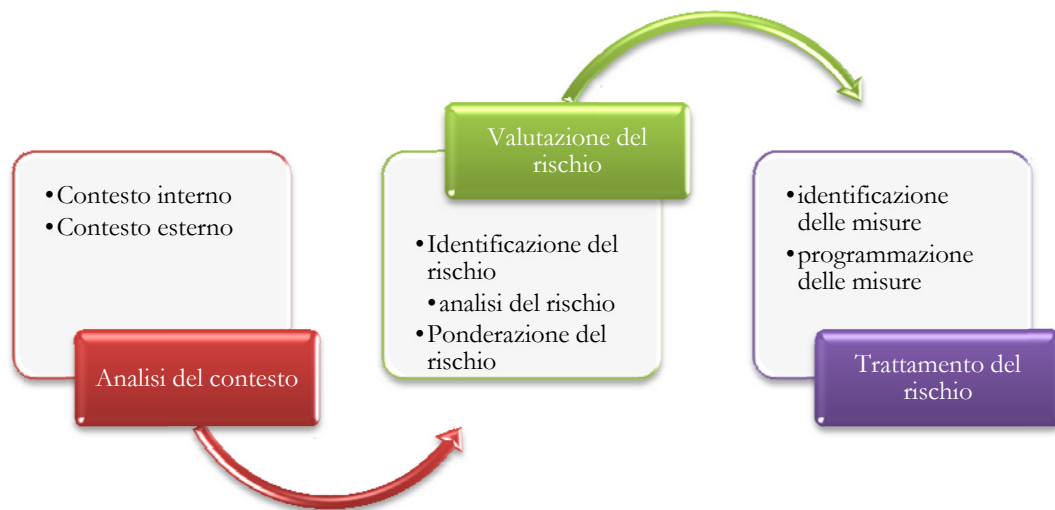 • Contesto interno
• Contesto esterno
Analisi del contesto
Valutazione del
rischio
• Identificazione del
rischio
• analisi del rischio
• Ponderazione del
rischio
• identificazione
delle misure
• programmazione
delle misure
Trattamento del
rischio